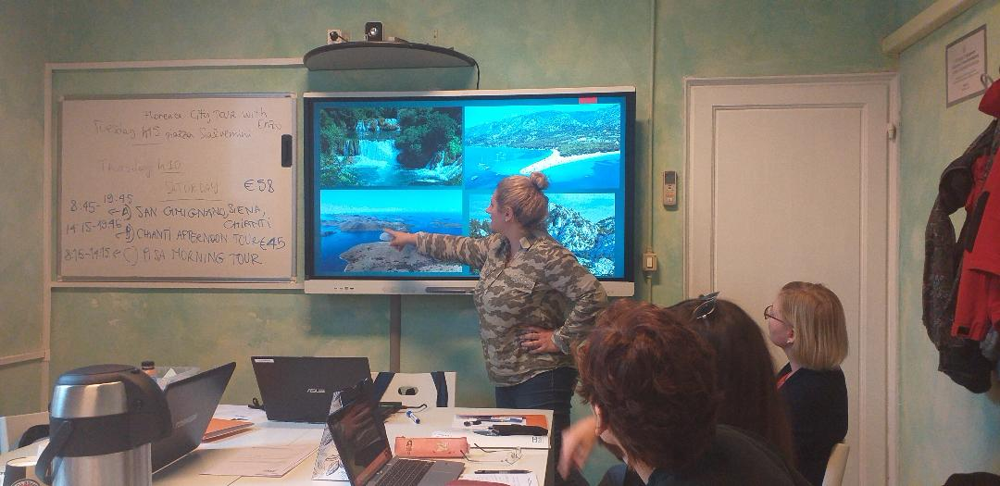 Florence City Tour with
Enzo
Tuesday h15 piazza Salvemini
Thursday h10
SATURDAY
€58
8:45-19.45
A) SAN GIMIGNANO, SIENA,
CHIANTI
14:15-19:45
B) CHIANTI AFTERNOON TOUR €45
8:15-14:15 C) PISA MORNING TOUR
ASUS